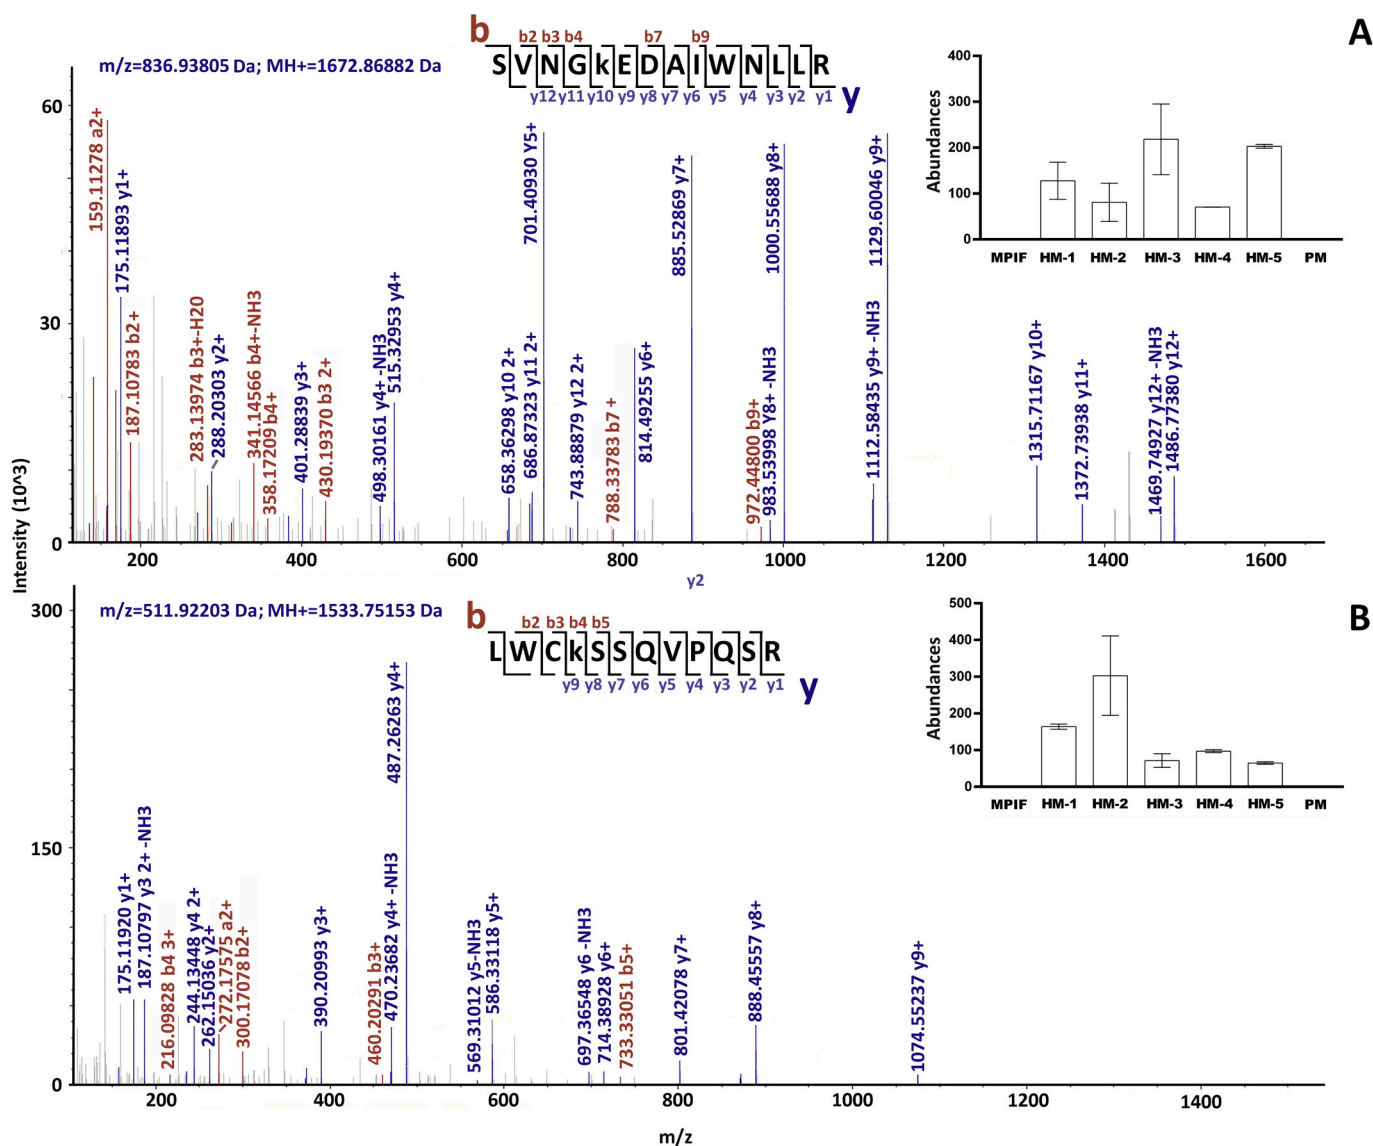 A
m/z=836.93805 Da; MH+=1672.86882 Da
b
b2 b3 b4 b7 b9
SVNGkEDAIWNLLR
y12 y11 y10 y9 y8 y7 y6 y5 y4 y3 y2 y1
y
Intensity (10^3)
60
30
0
159.11278 a2+
175.11893 y1+
187.10783 b2+
283.13974 b3+-H20
288.20303 y2+
341.14566 b4+-NH3
358.17209 b4+
401.28839 y3+
430.19370 b3 2+
498.30161 y4+ -NH3
515.32953 y4+
658.36298 y10 2+
686.87323 y11 2+
701.40930 Y5+
743.88879 y12 2+
788.33783 b7 +
814.49255 y6+
885.52869 y7+
972.44800 b9+
983.53998 Y8+ -NH3
1000.55688 y8+
1112.58435 y9+ -NH3
1129.60046 y9+
1315.71167 y10+
1372.73938 y11+
1469.74927 y12+ -NH3
1486.77380 y12+
200 400 600 800 1000 1200 1400 1600
y2
Abundances
400
300
200
100
0
MPIF HM-1 HM-2 HM-3 HM-4 HM-5 PM
B
m/z=511.92203 Da; MH+=1533.75153 Da
b
b2 b3 b4 b5
LWCkSSQVPQSR
y9 y8 y7 y6 y5 y4 y3 y2 y1
y
300
150
0
175.11920 y1+
187.10797 y3 2+ -NH3
216.09828 b4 3+
244.13448 y4 2+
262.15036 y2+
272.17575 a2+
300.17078 b2+
390.20993 y3+
460.20291 b3+
470.23682 y4+ -NH3
487.26263 y4+
569.31012 y5-NH3
586.33118 y5+
697.36548 y6 -NH3
714.38928 y6+
733.33051 b5+
801.42078 y7+
888.45557 y8+
1074.55237 y9+
200 400 600 800 1000 1200 1400
m/z
Abundances
500
400
300
200
100
0
MPIF HM-1 HM-2 HM-3 HM-4 HM-5 PM